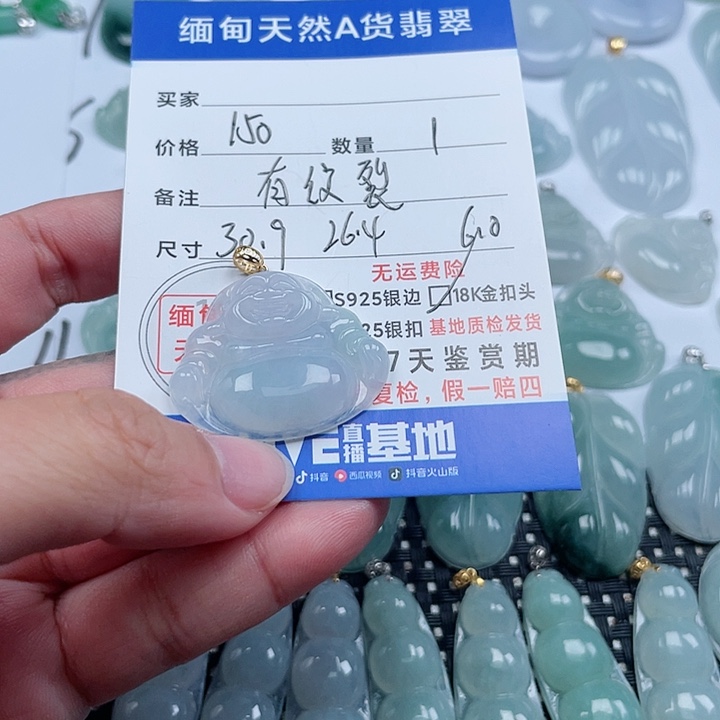 缅甸天然A货翡翠
买家
价格 150 数量 1
备注 有纹裂
尺寸 30.9 26.4 6.0
无运费险
S925银边 18K金扣头
缅
25银扣 基地质检发货
天
7天鉴赏期
复检,假一赔四
VE直播基地
抖音 西瓜视频 抖音火山版